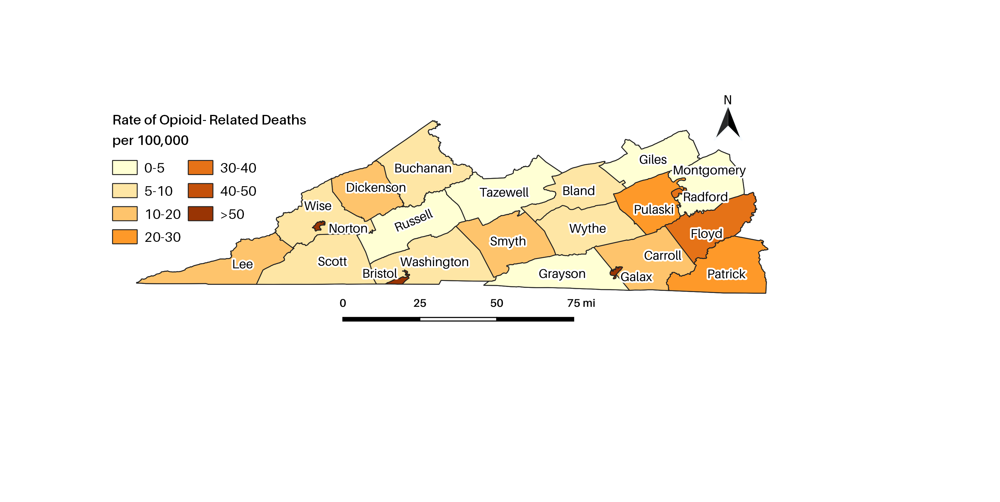 N
Rate of Opioid- Related Deaths
per 100,000
0-5
30-40
5-10
40-50
10-20
>50
20-30
Buchanan
Dickenson
Wise
Norton
Russell
Tazewell
Bland
Giles
Montgomery
Radford
Pulaski
Wythe
Smyth
Floyd
Lee
Scott
Washington
Bristol
Grayson
Carroll
Galax
Patrick
0 25 50 75 mi